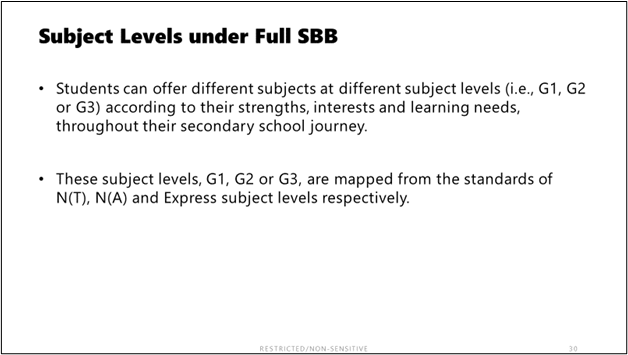 Subject Levels under Full SBB
• Students can offer different subjects at different subject levels (i.e., G1, G2
or G3) according to their strengths, interests and learning needs,
throughout their secondary school journey.
• These subject levels, G1, G2 or G3, are mapped from the standards of
N(T), N(A) and Express subject levels respectively.
RESTRICTED/NON-SENSITIVE
30